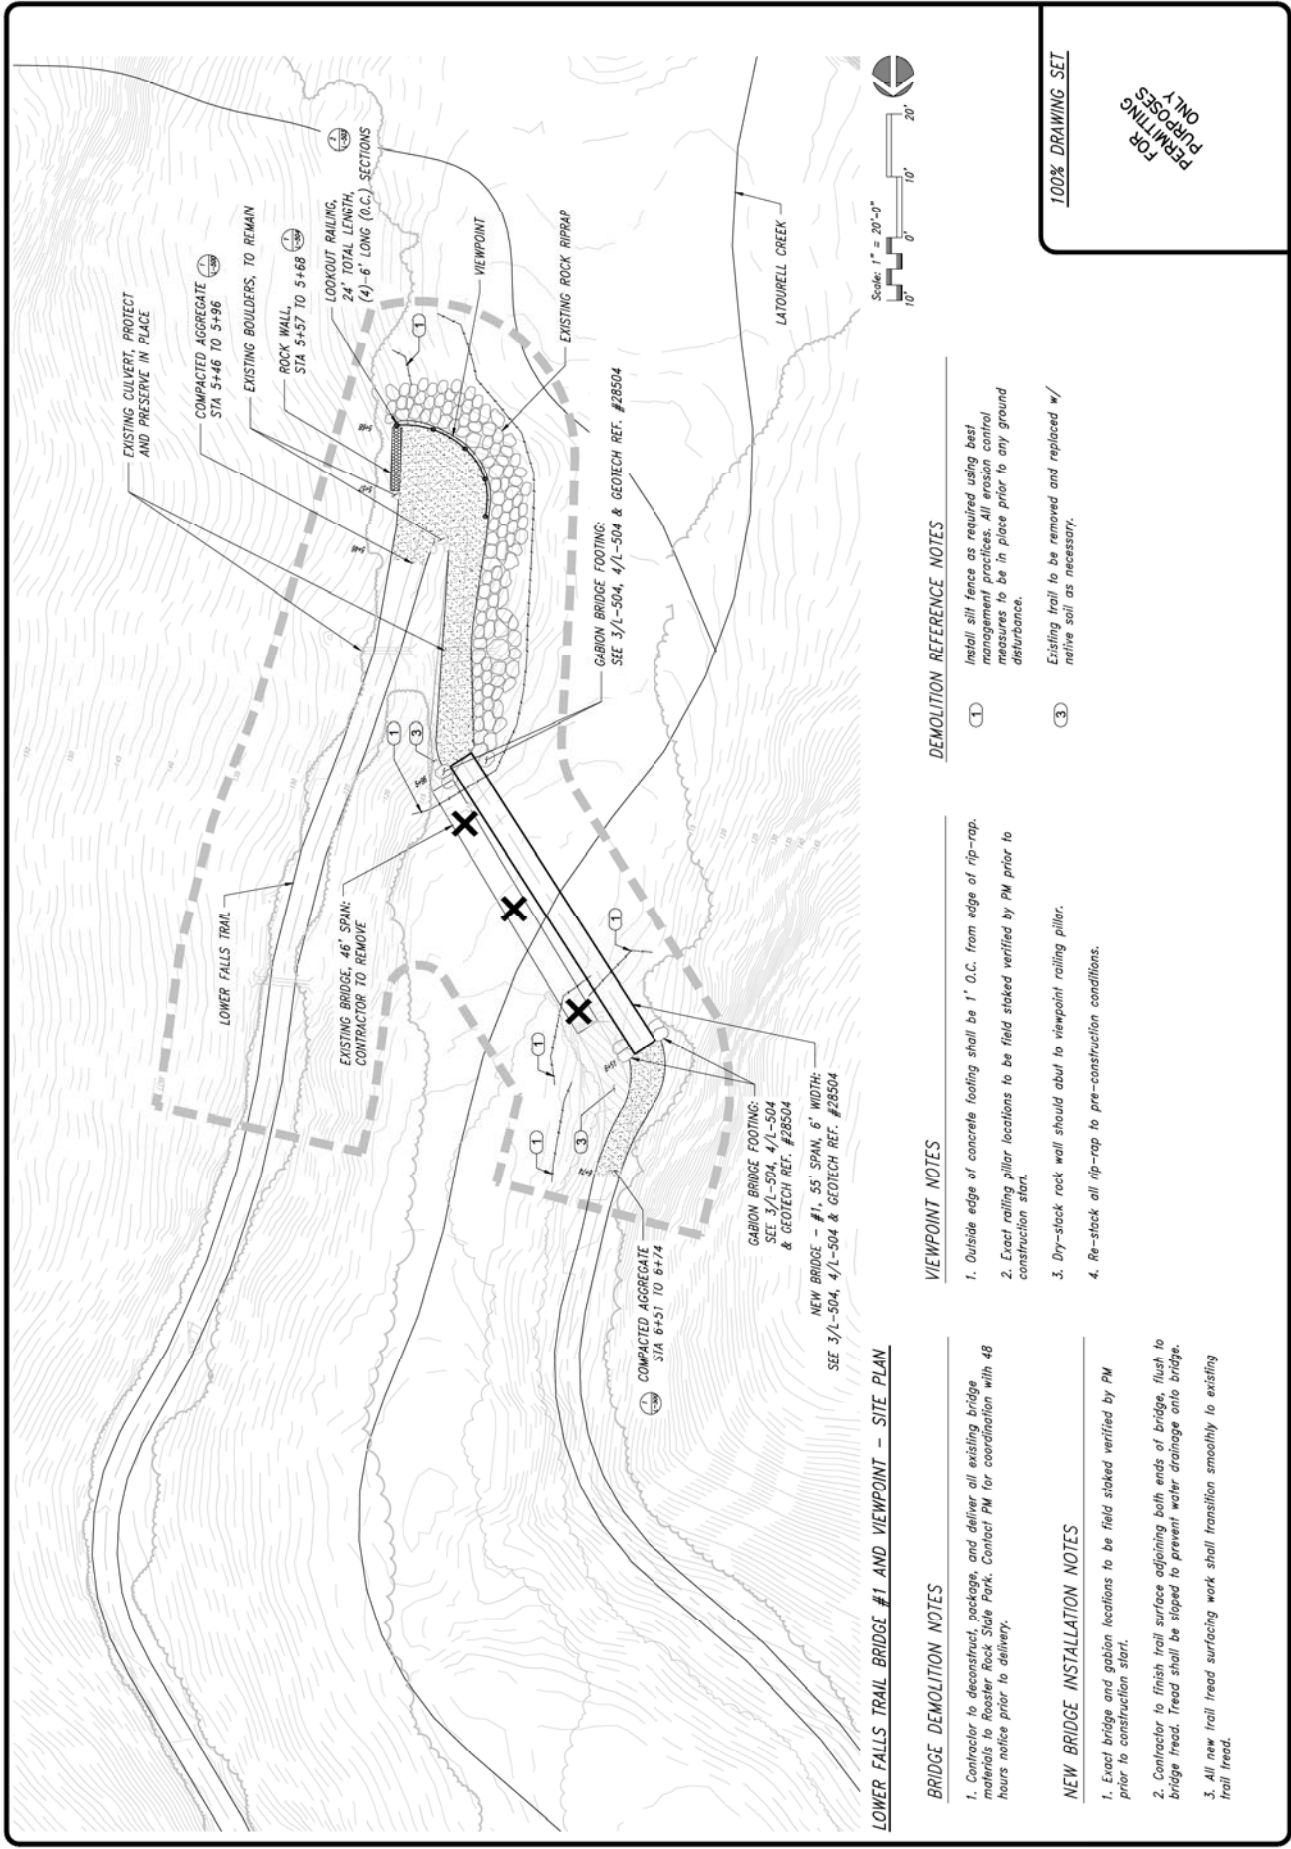 EXISTING CULVERT, PROTECT
AND PRESERVE IN PLACE
COMPACTED AGGREGATE
STA 5+46 TO 5+96
EXISTING BOULDERS, TO REMAIN
ROCK WALL,
STA 5+57 TO 5+68
LOOKOUT RAILING,
24' TOTAL LENGTH,
(4)-6' LONG (O.C.) SECTIONS
VIEWPOINT
EXISTING ROCK RIPRAP
GABION BRIDGE FOOTING:
SEE 3/L-504, 4/L-504 & GEOTECH REF. #28504
LATOURELL CREEK
LOWER FALLS TRAIL
EXISTING BRIDGE, 46' SPAN:
CONTRACTOR TO REMOVE
1
1
3
1
1
1
3
GABION BRIDGE FOOTING:
SEE 3/L-504, 4/L-504
& GEOTECH REF. #28504
NEW BRIDGE - #1, 55' SPAN, 6' WIDTH:
SEE 3/L-504, 4/L-504 & GEOTECH REF. #28504
COMPACTED AGGREGATE
STA 6+51 TO 6+74
Scale: 1" = 20'-0"
10' 0' 10' 20'
LOWER FALLS TRAIL BRIDGE #1 AND VIEWPOINT - SITE PLAN
BRIDGE DEMOLITION NOTES
1. Contractor to deconstruct, package, and deliver all existing bridge
materials to Rooster Rock State Park. Contact PM for coordination with 48
hours notice prior to delivery.
NEW BRIDGE INSTALLATION NOTES
1. Exact bridge and gabion locations to be field staked verified by PM
prior to construction start.
2. Contractor to finish trail surface adjoining both ends of bridge, flush to
bridge tread. Tread shall be sloped to prevent water drainage onto bridge.
3. All new trail tread surfacing work shall transition smoothly to existing
trail tread.
VIEWPOINT NOTES
1. Outside edge of concrete footing shall be 1' O.C. from edge of rip-rap.
2. Exact railing pillar locations to be field staked verified by PM prior to
construction start.
3. Dry-stack rock wall should abut to viewpoint railing pillar.
4. Re-stack all rip-rap to pre-construction conditions.
DEMOLITION REFERENCE NOTES
1 Install silt fence as required using best
management practices. All erosion control
measures to be in place prior to any ground
disturbance.
3 Existing trail to be removed and replaced w/
native soil as necessary.
100% DRAWING SET
FOR
PERMITTING
PURPOSES
ONLY